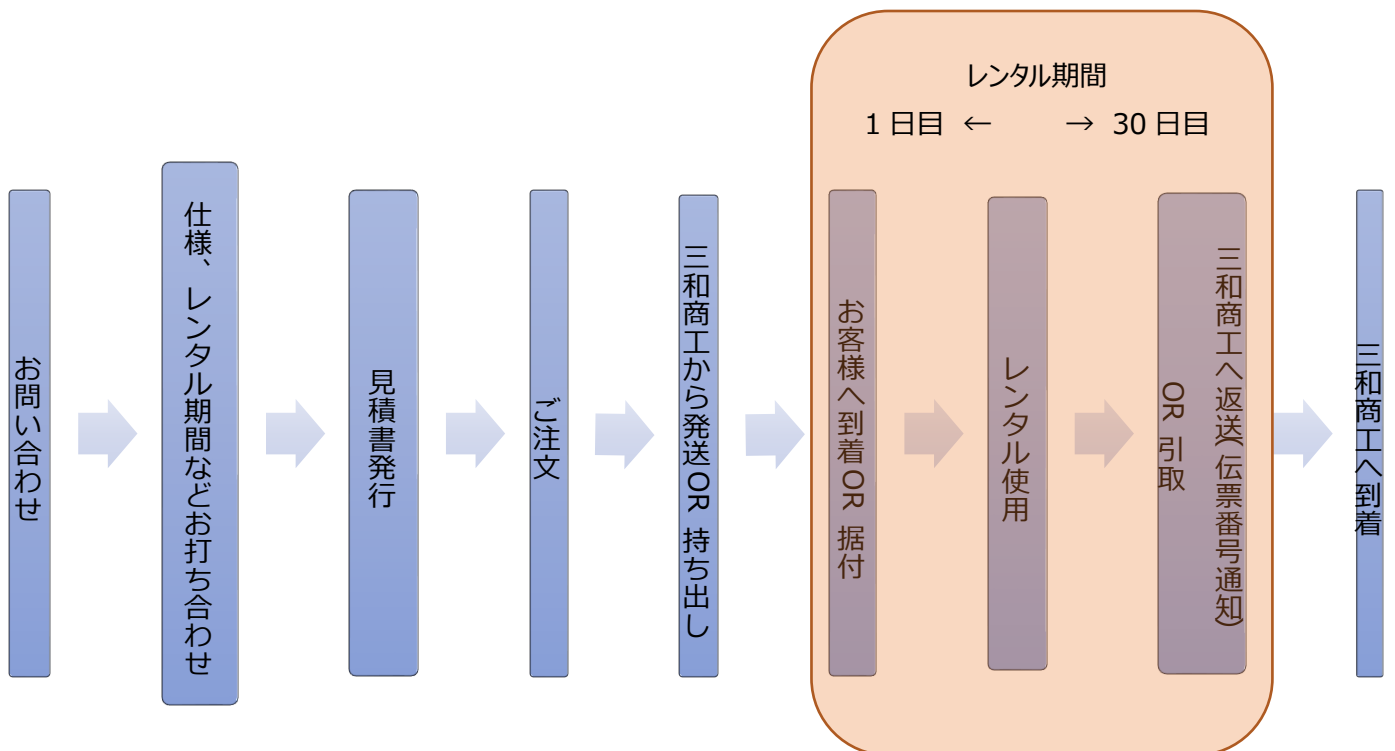 レンタル期間
1日目 ← → 30日目
お問い合わせ
仕様、レンタル期間などお打ち合わせ
見積書発行
ご注文
三和商工から発送OR 持ち出し
お客様へ到着OR 据付
レンタル使用
三和商工へ返送(伝票番号通知)
OR 引取
三和商工へ到着